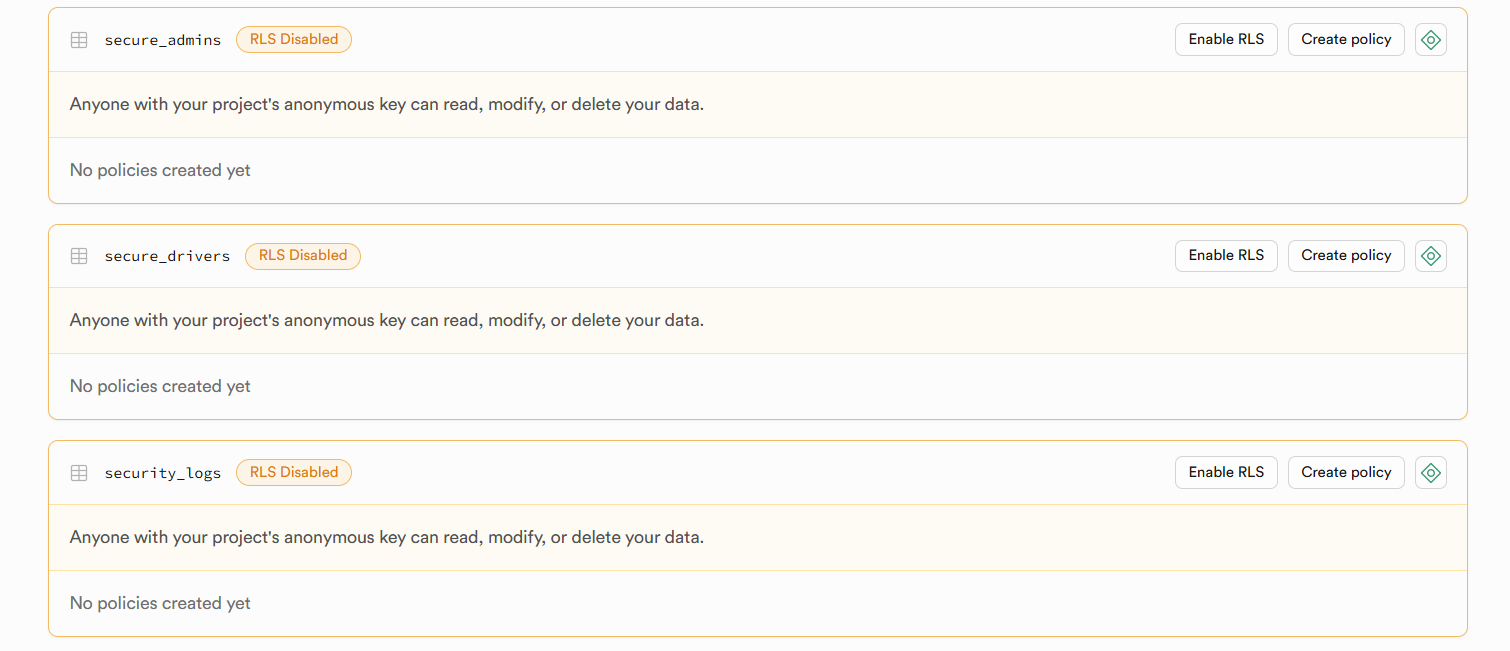 secure_admins RLS Disabled Enable RLS Create policy
Anyone with your project's anonymous key can read, modify, or delete your data.
No policies created yet
secure_drivers RLS Disabled Enable RLS Create policy
Anyone with your project's anonymous key can read, modify, or delete your data.
No policies created yet
security_logs RLS Disabled Enable RLS Create policy
Anyone with your project's anonymous key can read, modify, or delete your data.
No policies created yet